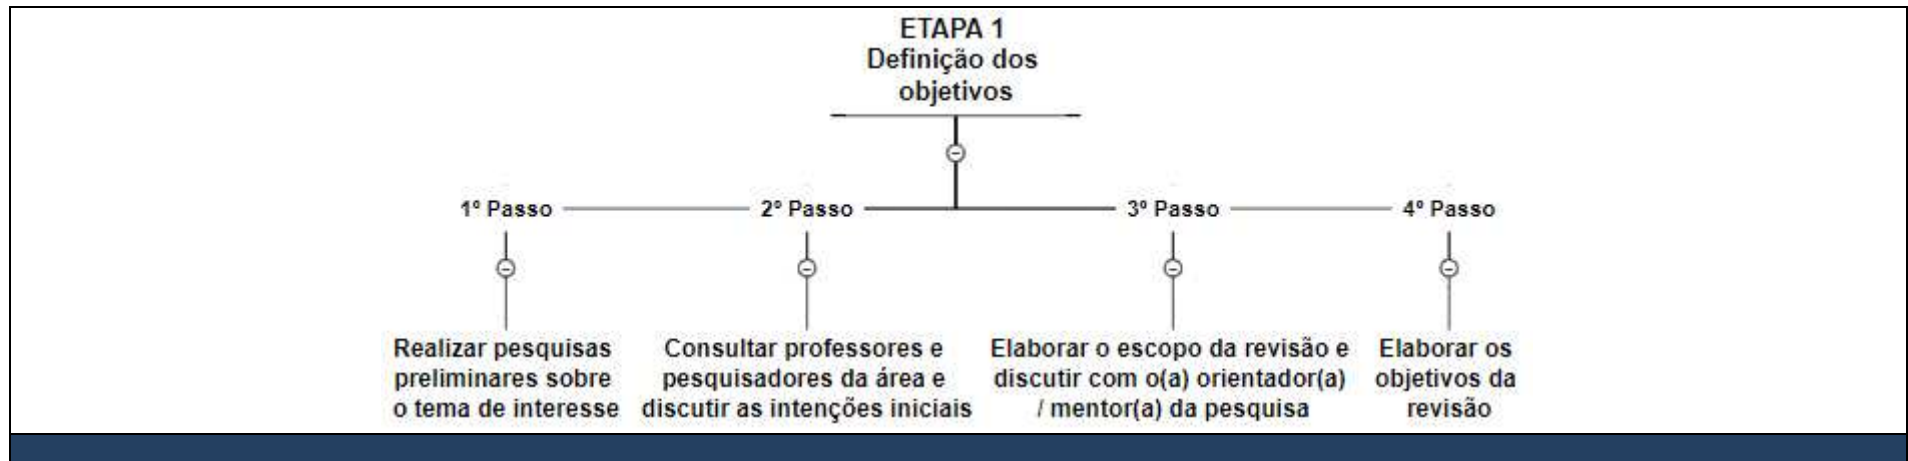 ETAPA 1
Definição dos
objetivos
1º Passo
2º Passo
3º Passo
4º Passo
Realizar pesquisas
preliminares sobre
o tema de interesse
Consultar professores e
pesquisadores da área e
discutir as intenções iniciais
Elaborar o escopo da revisão e
discutir com o(a) orientador(a)
/ mentor(a) da pesquisa
Elaborar os
objetivos da
revisão